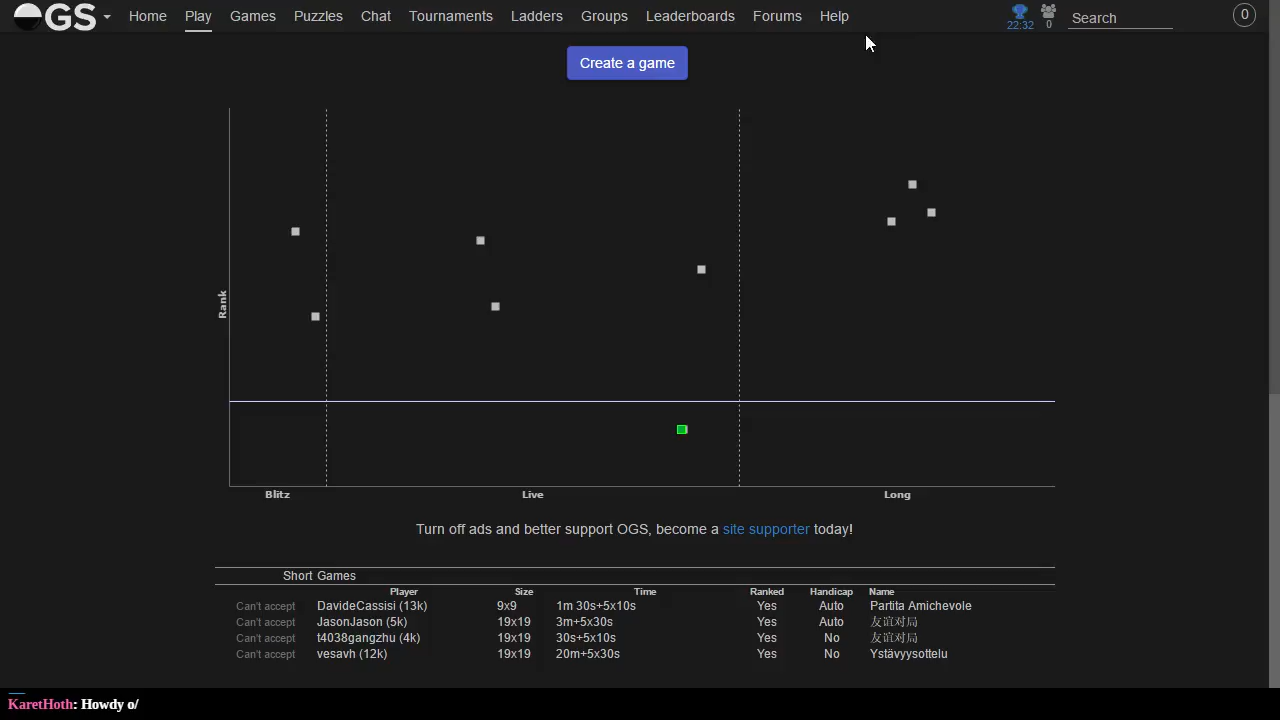 OGS Home Play Games Puzzles Chat Tournaments Ladders Groups Leaderboards Forums Help 22:32 0 Search 0
Create a game
Rank
Blitz Live Long
Turn off ads and better support OGS, become a site supporter today!
Short Games
Player Size Time Ranked Handicap Name
Can't accept DavideCassisi (13k) 9x9 1m 30s+5x10s Yes Auto Partita Amichevole
Can't accept JasonJason (5k) 19x19 3m+5x30s Yes Auto 友谊对局
Can't accept t4038gangzhu (4k) 19x19 30s+5x10s Yes No 友谊对局
Can't accept vesavh (12k) 19x19 20m+5x30s Yes No Ystävyysottelu
KaretHoth: Howdy o/